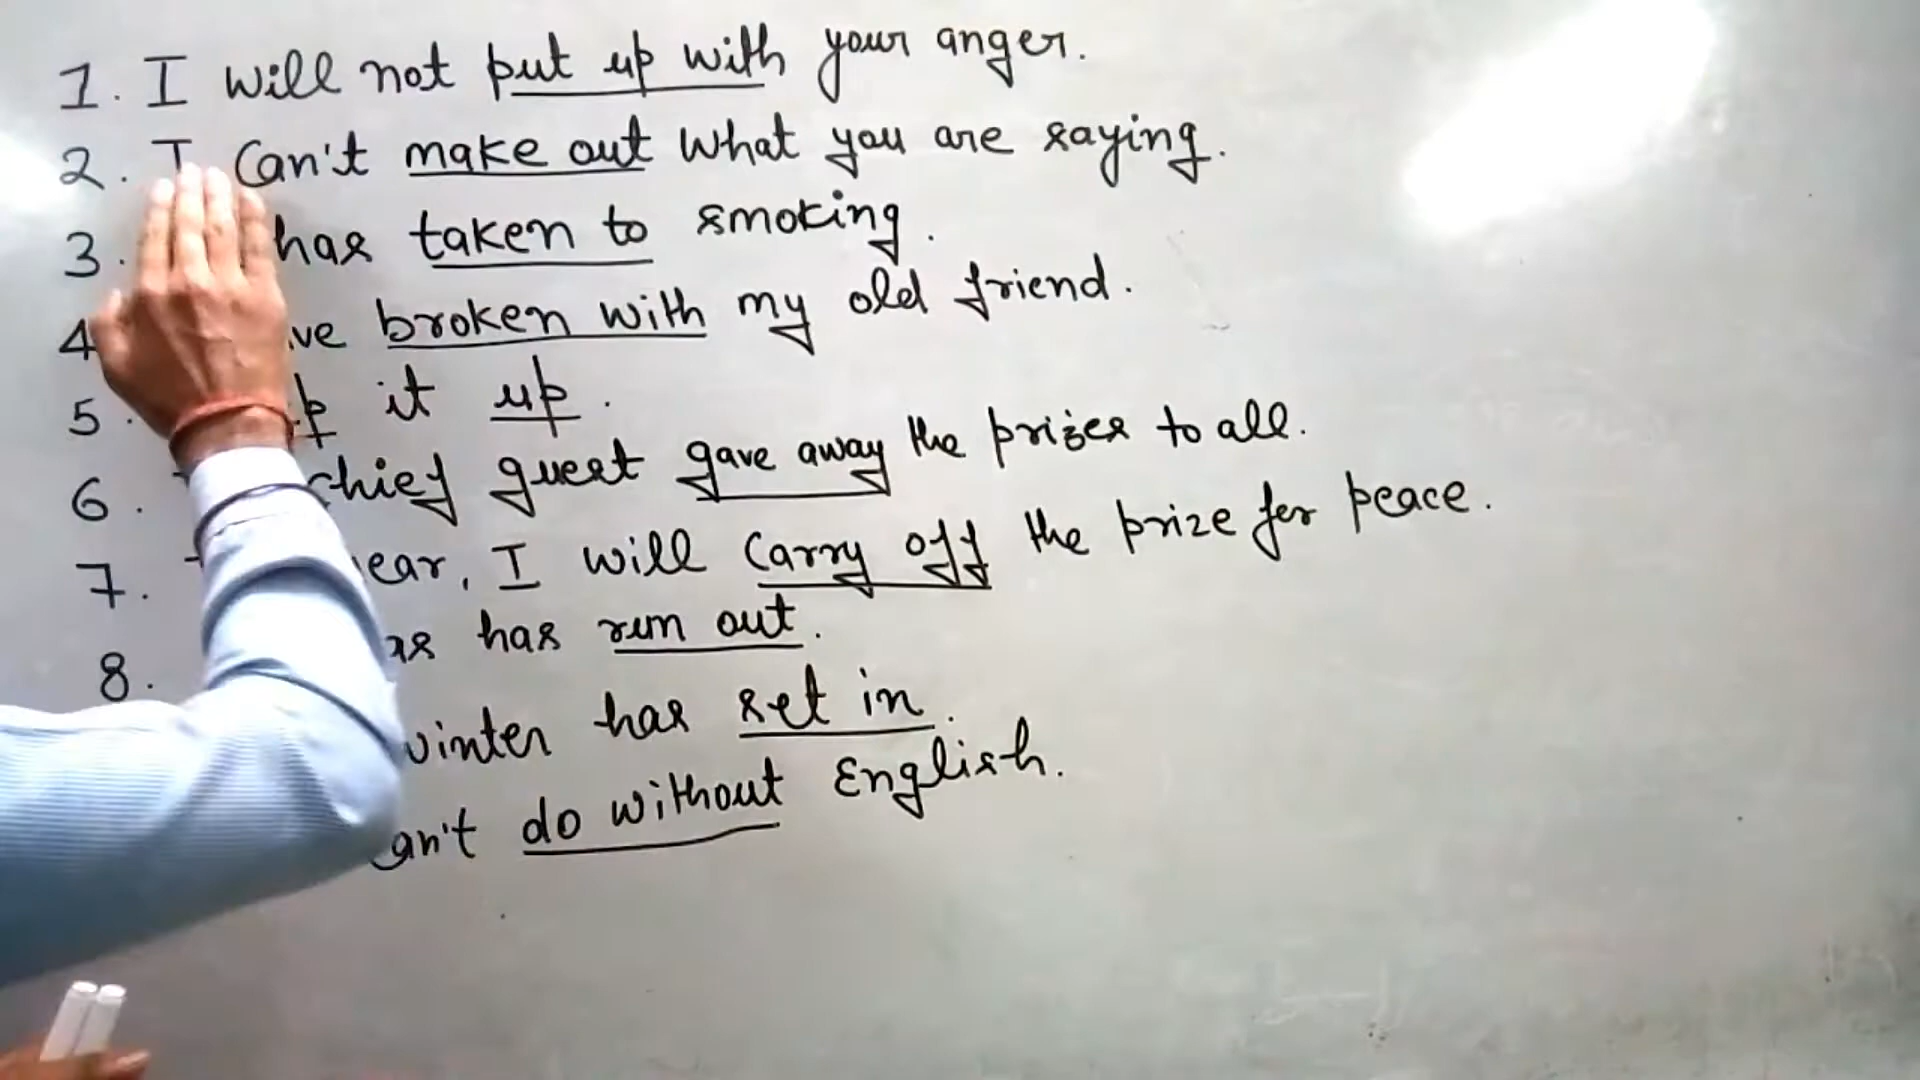 1. I will not put up with your anger.
2. I can't make out what you are saying.
3. has taken to smoking.
4 broken with my old friend.
5. it up.
6. chief guest gave away the prizes to all.
7. I will carry off the prize for peace.
8. has run out.
winter has set in.
can't do without English.